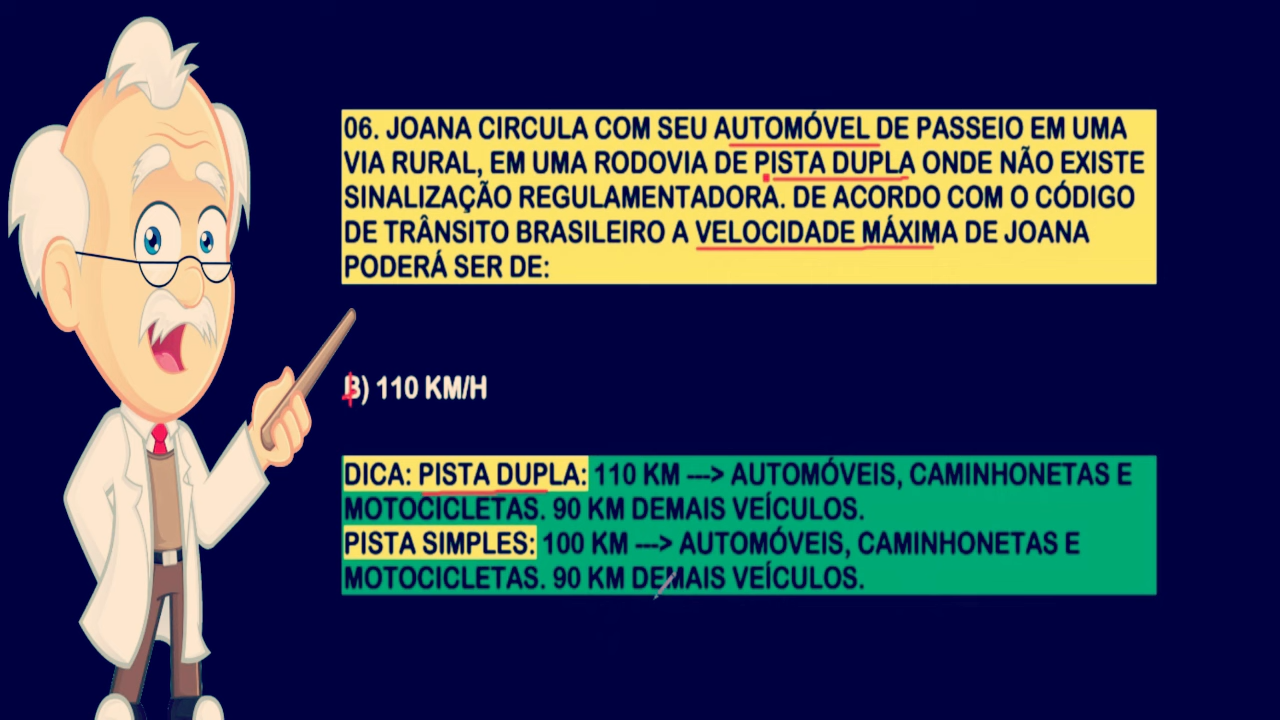 06. JOANA CIRCULA COM SEU AUTOMÓVEL DE PASSEIO EM UMA
VIA RURAL, EM UMA RODOVIA DE PISTA DUPLA ONDE NÃO EXISTE
SINALIZAÇÃO REGULAMENTADORA. DE ACORDO COM O CÓDIGO
DE TRÂNSITO BRASILEIRO A VELOCIDADE MÁXIMA DE JOANA
PODERÁ SER DE:
B) 110 KM/H
DICA: PISTA DUPLA: 110 KM ---> AUTOMÓVEIS, CAMINHONETAS E
MOTOCICLETAS. 90 KM DEMAIS VEÍCULOS.
PISTA SIMPLES: 100 KM ---> AUTOMÓVEIS, CAMINHONETAS E
MOTOCICLETAS. 90 KM DEMAIS VEÍCULOS.